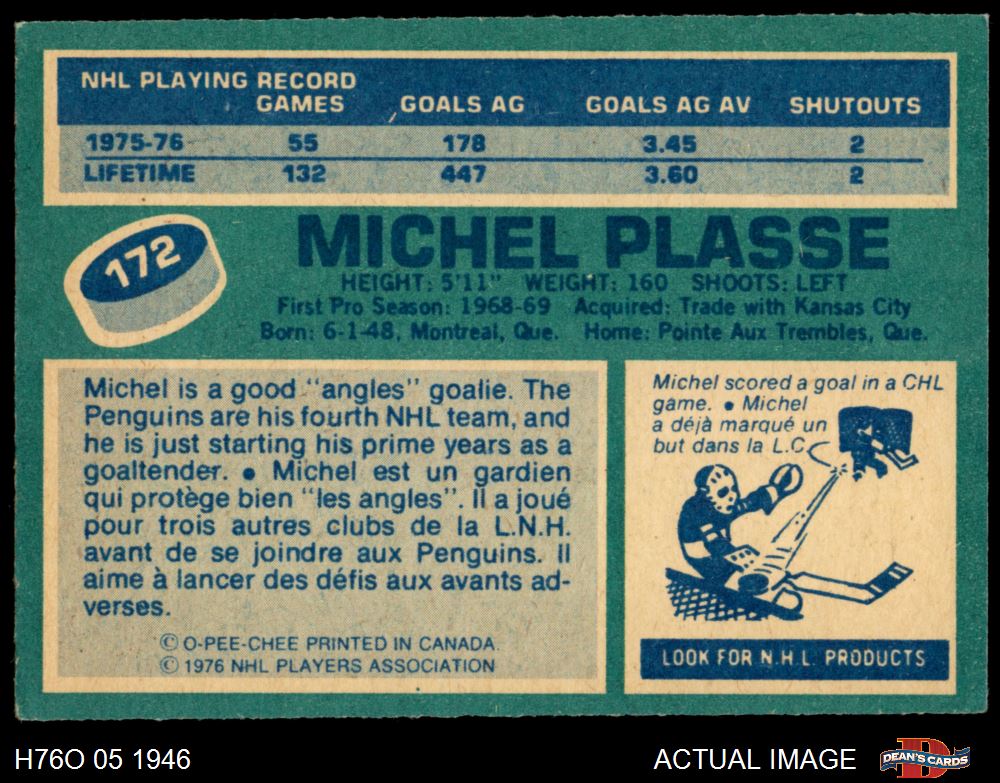 NHL PLAYING RECORD
GAMES GOALS AG GOALS AG AV SHUTOUTS
1975-76 55 178 3.45 2
LIFETIME 132 447 3.60 2
172
MICHEL PLASSE
HEIGHT: 5'11" WEIGHT: 160 SHOOTS: LEFT
First Pro Season: 1968-69 Acquired: Trade with Kansas City
Born: 6-1-48, Montreal, Que. Home: Pointe Aux Trembles, Que.
Michel is a good "angles" goalie. The
Penguins are his fourth NHL team, and
he is just starting his prime years as a
goaltender. • Michel est un gardien
qui protège bien "les angles". Il a joué
pour trois autres clubs de la L.N.H.
avant de se joindre aux Penguins. Il
aime à lancer des défis aux avants ad-
verses.
© O-PEE-CHEE PRINTED IN CANADA.
© 1976 NHL PLAYERS ASSOCIATION
Michel scored a goal in a CHL
game. • Michel
a déjà marqué un
but dans la L.C
LOOK FOR N.H.L. PRODUCTS
H76O 05 1946
ACTUAL IMAGE
D
DEAN'S CARDS